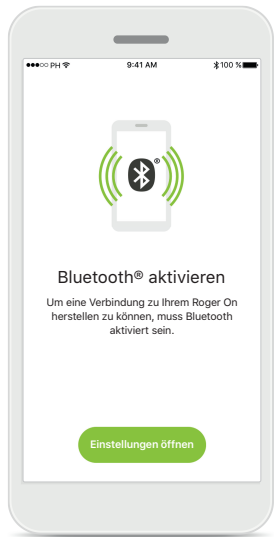 PH 9:41 AM 100 %
®
Bluetooth® aktivieren
Um eine Verbindung zu Ihrem Roger On
herstellen zu können, muss Bluetooth
aktiviert sein.
Einstellungen öffnen